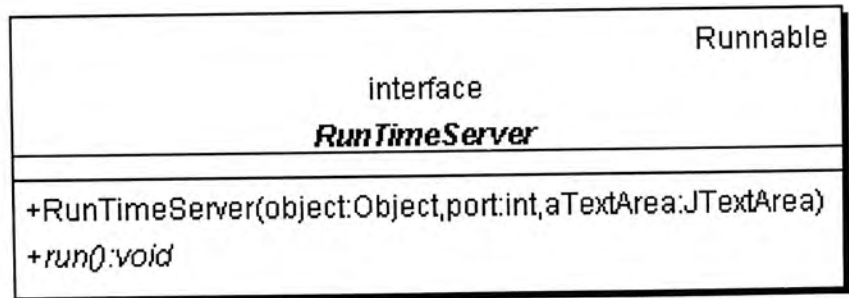 Runnable
interface
RunTimeServer
+RunTimeServer(object:Object,port:int,aTextArea:JTextArea)
+run():void